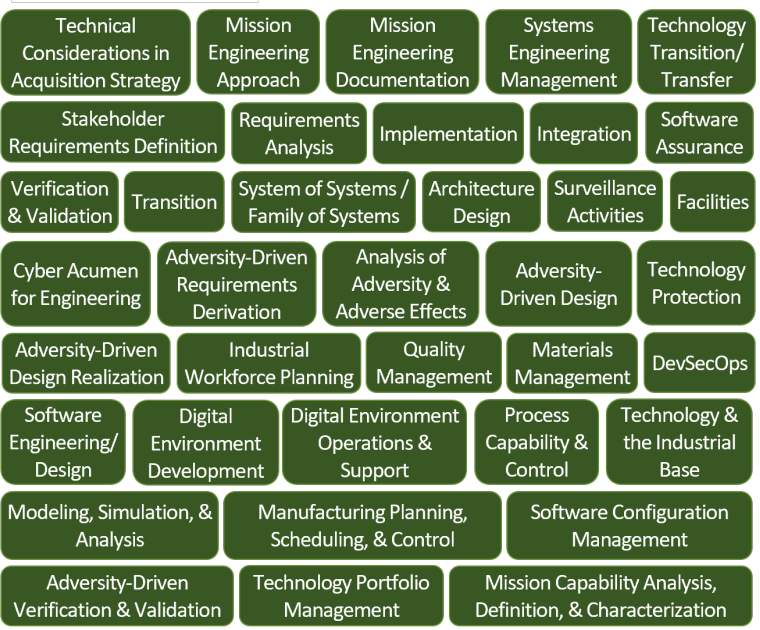 Technical
Considerations in
Acquisition Strategy
Mission
Engineering
Approach
Mission
Engineering
Documentation
Systems
Engineering
Management
Technology
Transition/
Transfer
Stakeholder
Requirements Definition
Requirements
Analysis
Implementation
Integration
Software
Assurance
Verification
& Validation
Transition
System of Systems /
Family of Systems
Architecture
Design
Surveillance
Activities
Facilities
Cyber Acumen
for Engineering
Adversity-Driven
Requirements
Derivation
Analysis of
Adversity &
Adverse Effects
Adversity-
Driven Design
Technology
Protection
Adversity-Driven
Design Realization
Industrial
Workforce Planning
Quality
Management
Materials
Management
DevSecOps
Software
Engineering/
Design
Digital
Environment
Development
Digital Environment
Operations &
Support
Process
Capability &
Control
Technology &
the Industrial
Base
Modeling, Simulation, &
Analysis
Manufacturing Planning,
Scheduling, & Control
Software Configuration
Management
Adversity-Driven
Verification & Validation
Technology Portfolio
Management
Mission Capability Analysis,
Definition, & Characterization